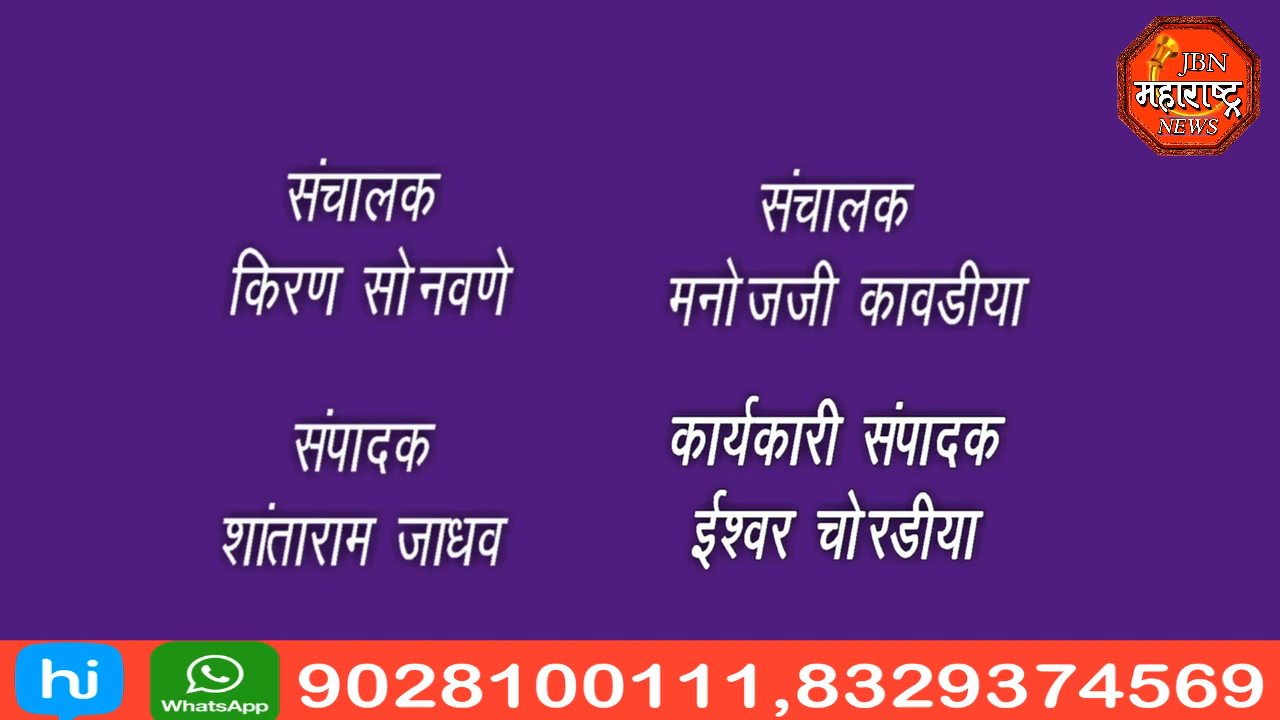 JBN
महाराष्ट्र
NEWS
संचालक
किरण सोनवणे
संचालक
मनोजजी कावडीया
संपादक
शांताराम जाधव
कार्यकारी संपादक
ईश्वर चोरडीया
hi WhatsApp 9028100111,8329374569